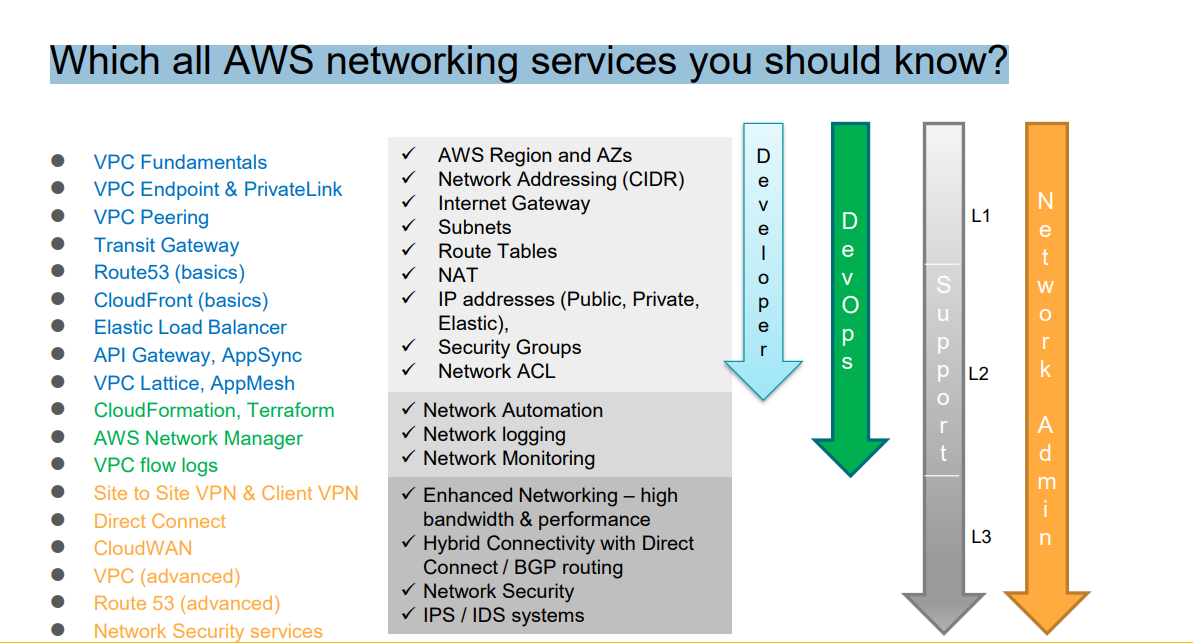 Which all AWS networking services you should know?
VPC Fundamentals
VPC Endpoint & PrivateLink
VPC Peering
Transit Gateway
Route53 (basics)
CloudFront (basics)
Elastic Load Balancer
API Gateway, AppSync
VPC Lattice, AppMesh
CloudFormation, Terraform
AWS Network Manager
VPC flow logs
Site to Site VPN & Client VPN
Direct Connect
CloudWAN
VPC (advanced)
Route 53 (advanced)
Network Security services
AWS Region and AZs
Network Addressing (CIDR)
Internet Gateway
Subnets
Route Tables
NAT
IP addresses (Public, Private,
Elastic),
Security Groups
Network ACL
Network Automation
Network logging
Network Monitoring
Enhanced Networking – high
bandwidth & performance
Hybrid Connectivity with Direct
Connect / BGP routing
Network Security
IPS / IDS systems
Developer
DevOps
Support
L1
L2
L3
Network Admin